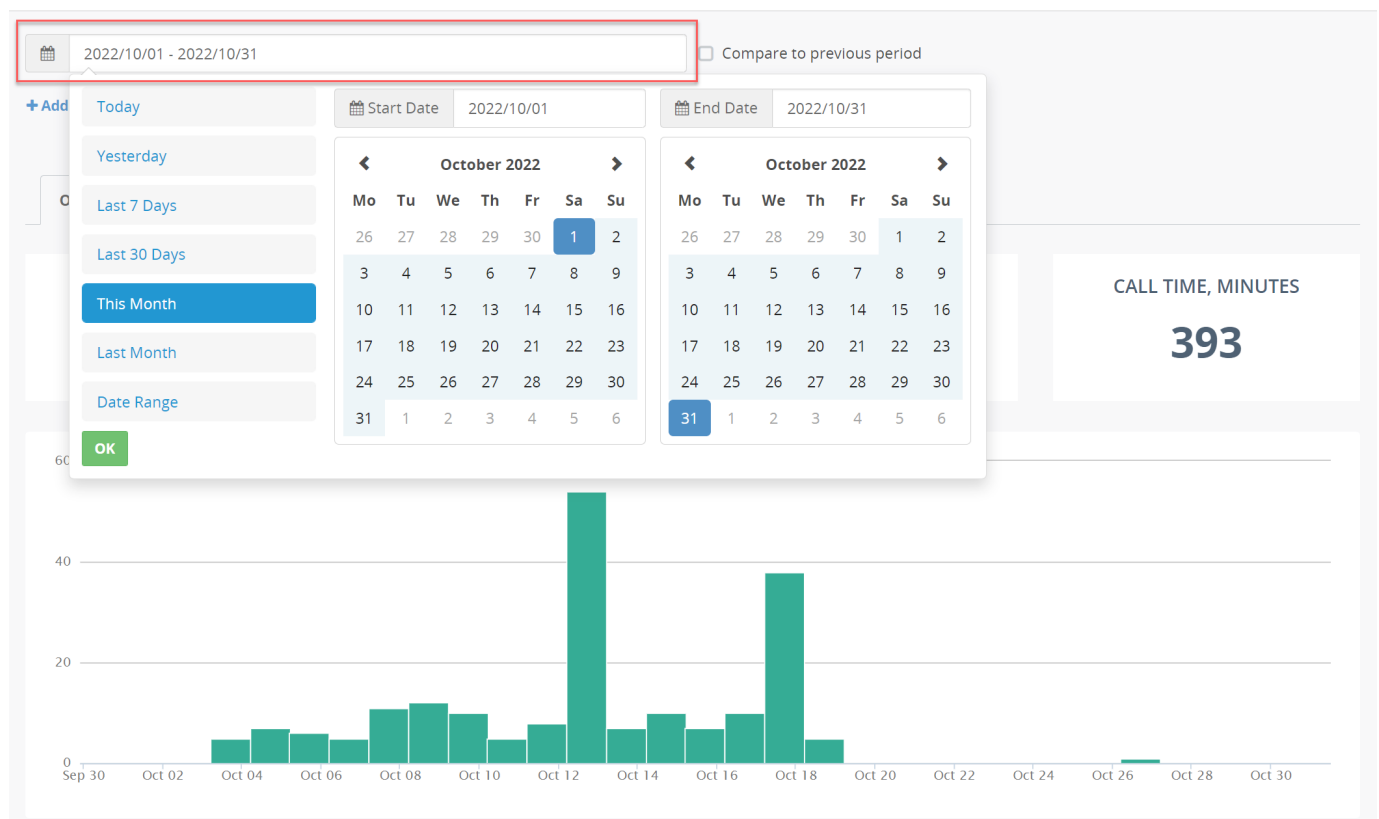 2022/10/01 - 2022/10/31
Compare to previous period
+ Add
Today
Yesterday
Last 7 Days
Last 30 Days
This Month
Last Month
Date Range
OK
Start Date 2022/10/01
October 2022
Mo Tu We Th Fr Sa Su
26 27 28 29 30 1 2
3 4 5 6 7 8 9
10 11 12 13 14 15 16
17 18 19 20 21 22 23
24 25 26 27 28 29 30
31 1 2 3 4 5 6
End Date 2022/10/31
October 2022
Mo Tu We Th Fr Sa Su
26 27 28 29 30 1 2
3 4 5 6 7 8 9
10 11 12 13 14 15 16
17 18 19 20 21 22 23
24 25 26 27 28 29 30
31 1 2 3 4 5 6
CALL TIME, MINUTES
393
60
40
20
0
Sep 30 Oct 02 Oct 04 Oct 06 Oct 08 Oct 10 Oct 12 Oct 14 Oct 16 Oct 18 Oct 20 Oct 22 Oct 24 Oct 26 Oct 28 Oct 30